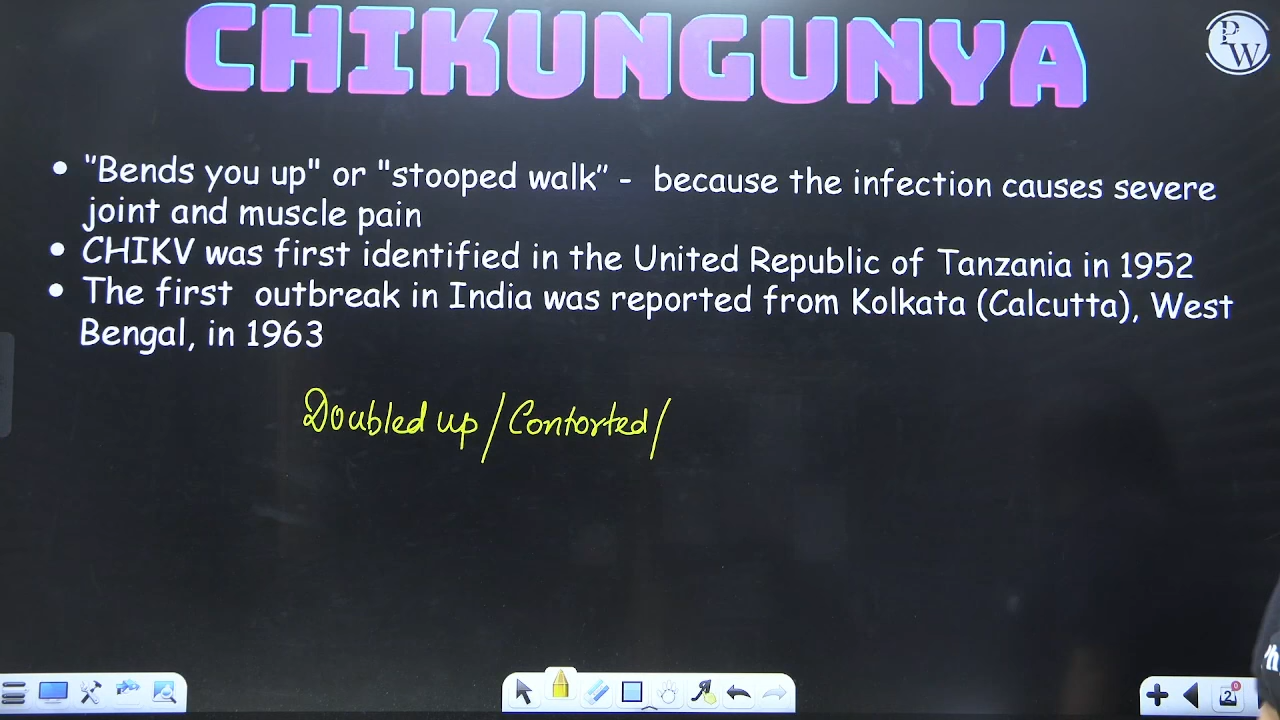 CHIKUNGUNYA
PW
• "Bends you up" or "stooped walk" - because the infection causes severe
joint and muscle pain
• CHIKV was first identified in the United Republic of Tanzania in 1952
• The first outbreak in India was reported from Kolkata (Calcutta), West
Bengal, in 1963
Doubled up / Contorted /
2